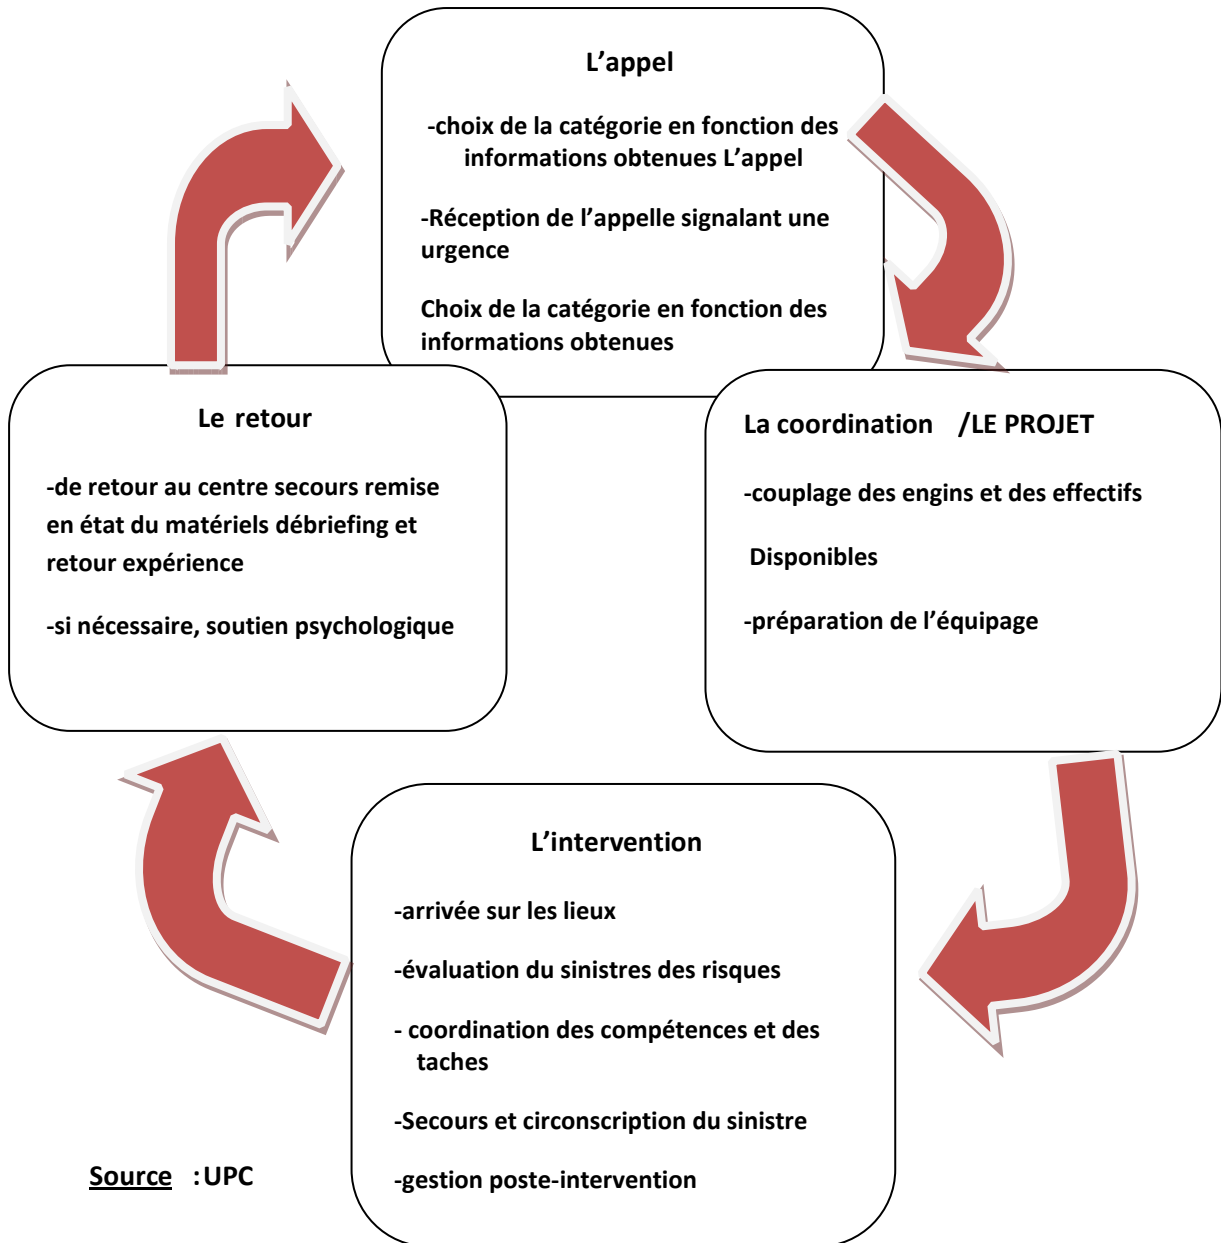 L’appel
-choix de la catégorie en fonction des
informations obtenues L’appel
-Réception de l’appelle signalant une
urgence
Choix de la catégorie en fonction des
informations obtenues
Le retour
-de retour au centre secours remise
en état du matériels débriefing et
retour expérience
-si nécessaire, soutien psychologique
La coordination /LE PROJET
-couplage des engins et des effectifs
Disponibles
-préparation de l’équipage
L’intervention
-arrivée sur les lieux
-évaluation du sinistres des risques
- coordination des compétences et des
taches
-Secours et circonscription du sinistre
-gestion poste-intervention
Source :UPC